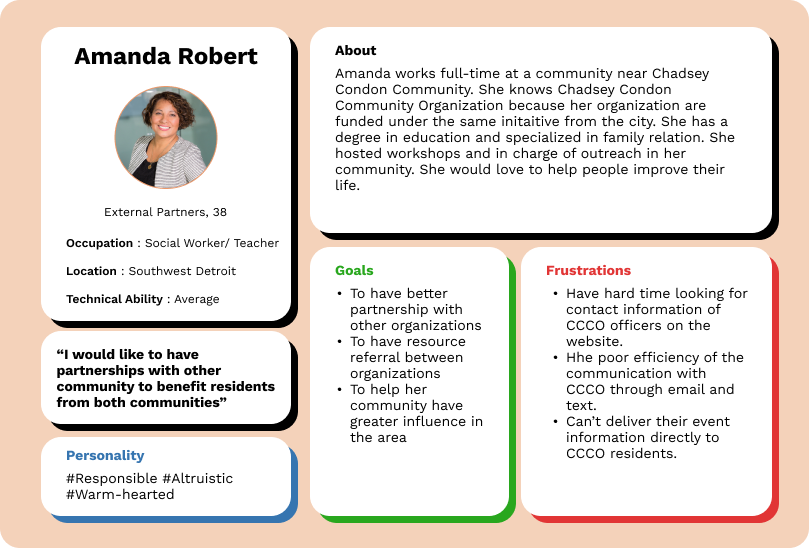 Amanda Robert
External Partners, 38
Occupation : Social Worker/ Teacher
Location : Southwest Detroit
Technical Ability : Average
“I would like to have
partnerships with other
community to benefit residents
from both communities”
Personality
#Responsible #Altruistic
#Warm-hearted
About
Amanda works full-time at a community near Chadsey
Condon Community. She knows Chadsey Condon
Community Organization because her organization are
funded under the same initaitive from the city. She has a
degree in education and specialized in family relation. She
hosted workshops and in charge of outreach in her
community. She would love to help people improve their
life.
Goals
• To have better
partnership with
other organizations
• To have resource
referral between
organizations
• To help her
community have
greater influence in
the area
Frustrations
• Have hard time looking for
contact information of
CCCO officers on the
website.
• Hhe poor efficiency of the
communication with
CCCO through email and
text.
• Can’t deliver their event
information directly to
CCCO residents.